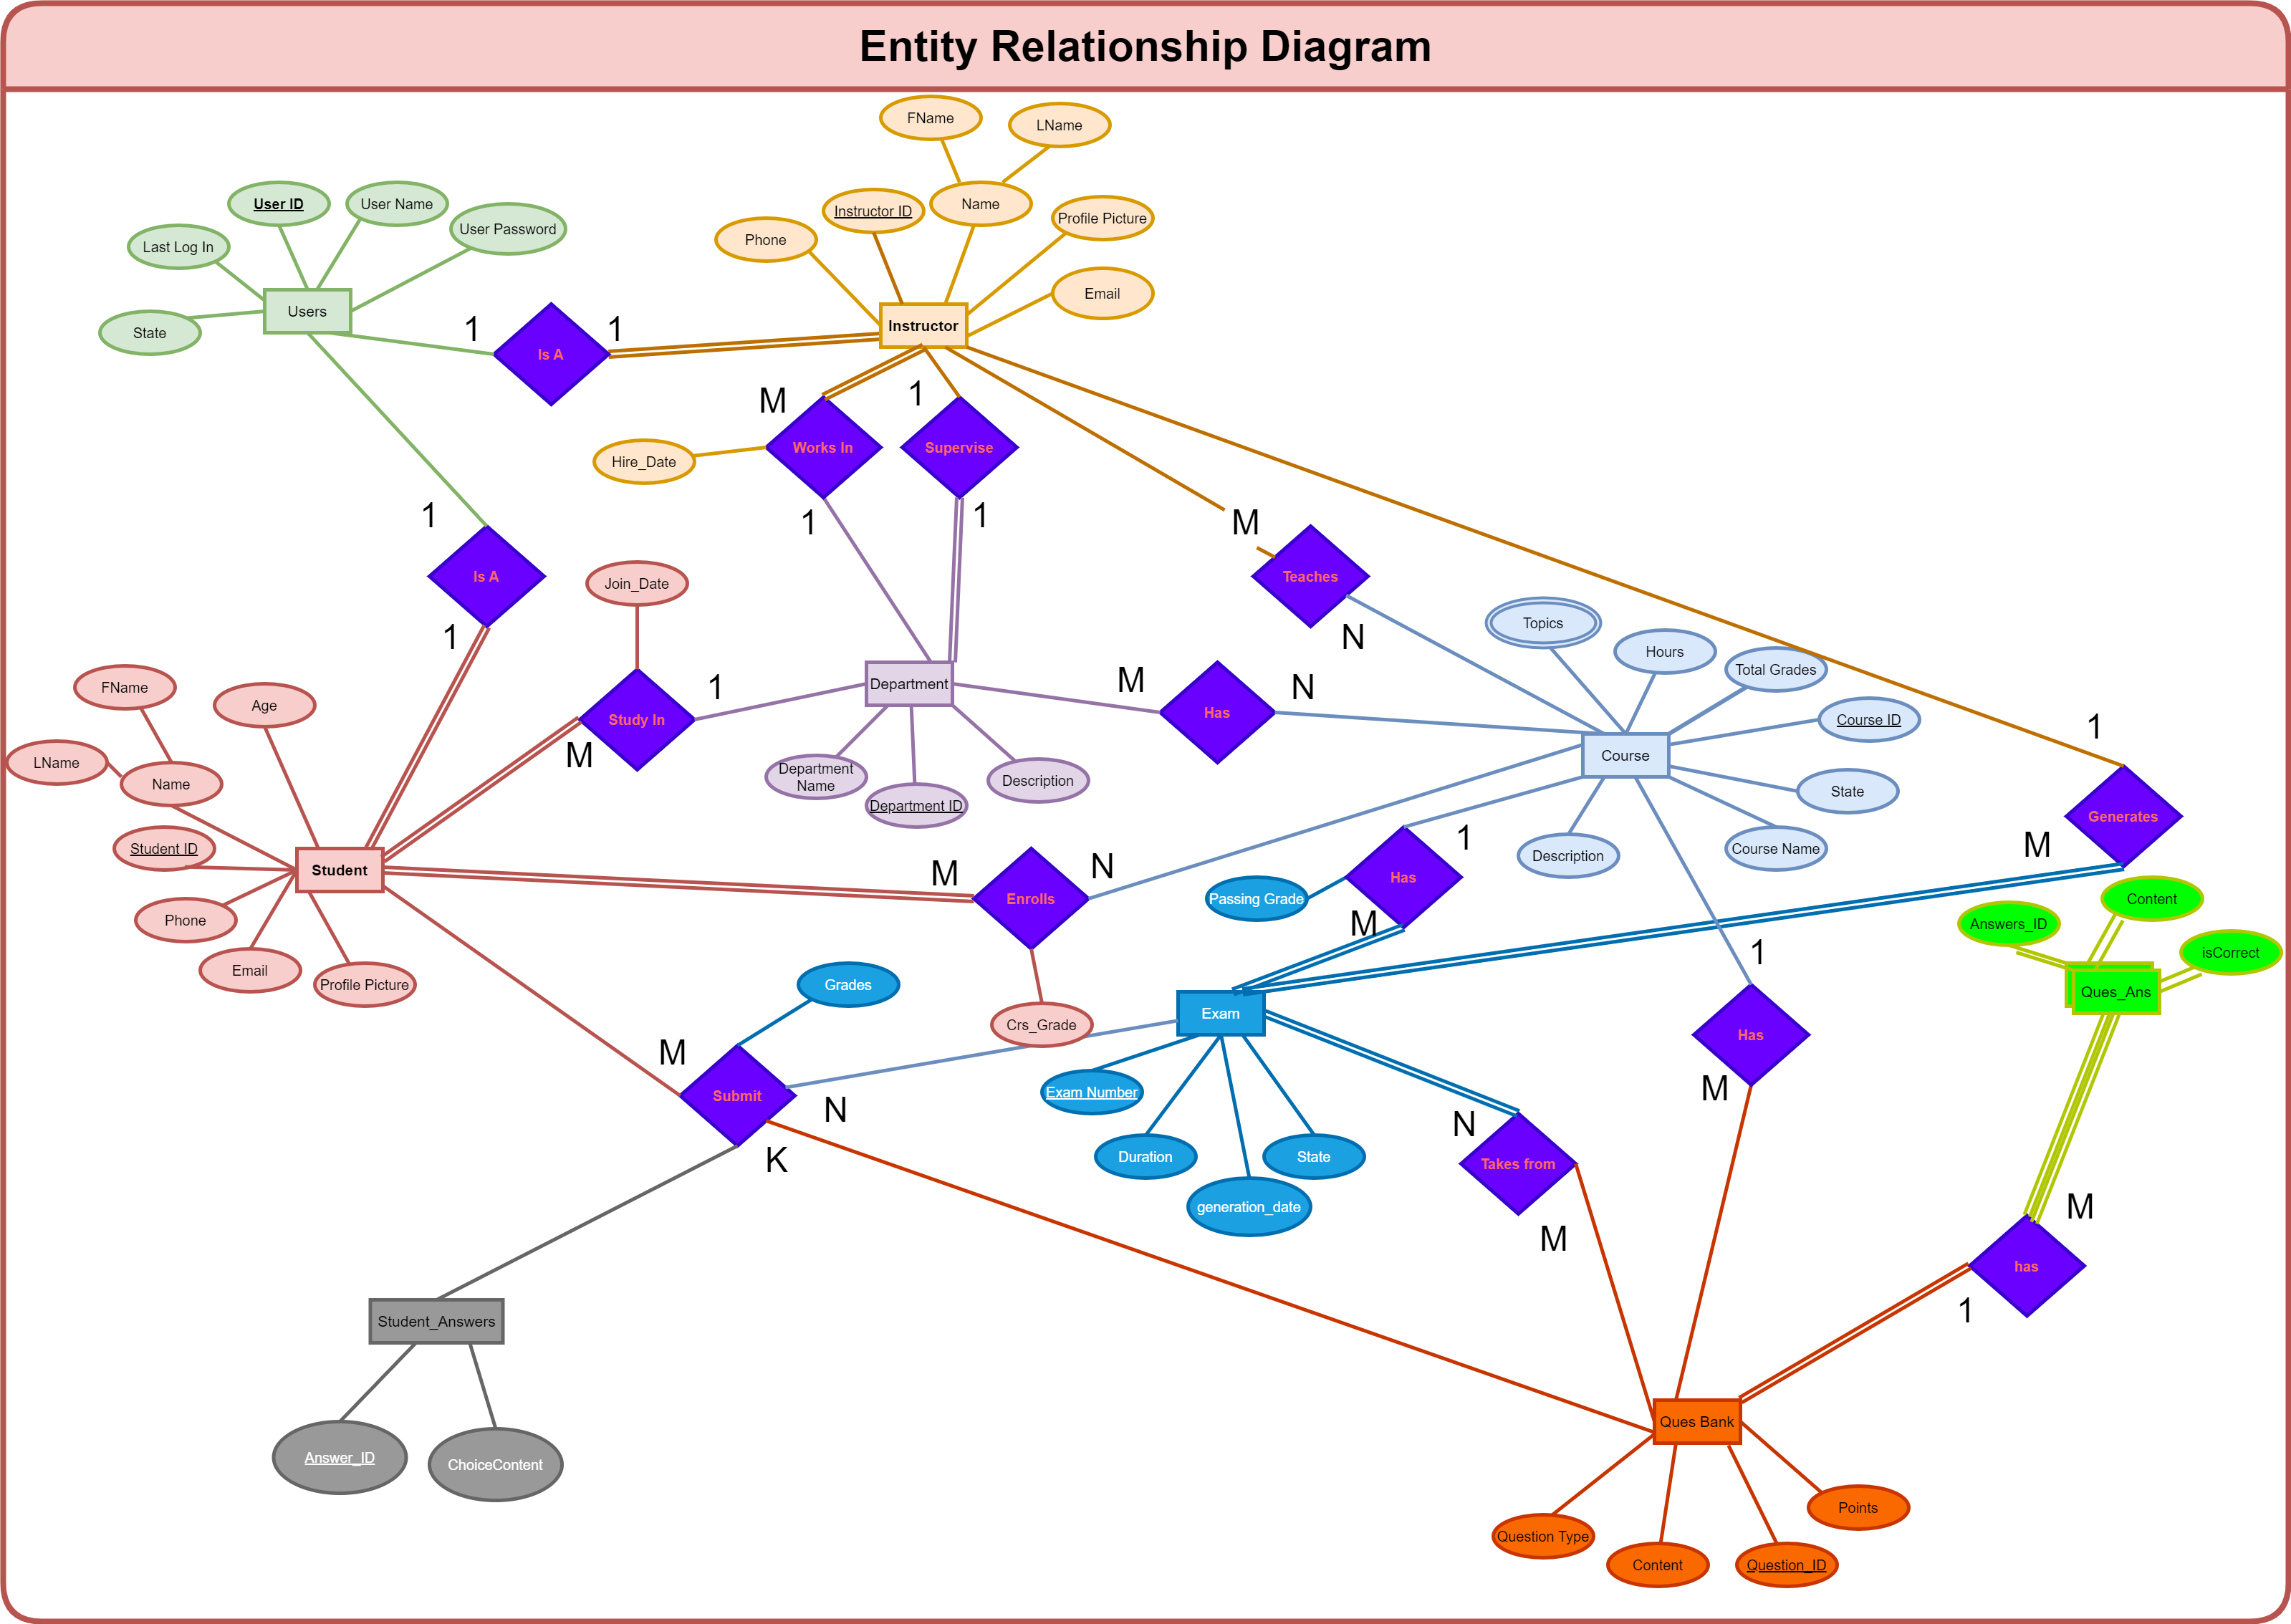 Entity Relationship Diagram
FName
LName
User ID
User Name
Instructor ID
Name
Profile Picture
User Password
Phone
Last Log In
Email
Users
State
1
1
Instructor
Is A
M
1
Hire_Date
Works In
Supervise
1
1
1
M
Is A
Join_Date
Teaches
1
N
Topics
Hours
Total Grades
FName
Age
Study In
1
Department
M
N
Has
Course ID
1
M
LName
Name
Department
Name
Department ID
Description
Course
State
Generates
Student ID
Student
M
Enrolls
N
Has
1
Description
Course Name
M
Passing Grade
M
Phone
Email
Profile Picture
Grades
Crs_Grade
Exam
1
Has
M
Answers_ID
Content
isCorrect
Ques_Ans
M
Submit
N
K
Exam Number
Duration
State
generation_date
N
Takes from
M
M
has
1
Student_Answers
Answer_ID
ChoiceContent
Ques Bank
Question Type
Content
Question_ID
Points